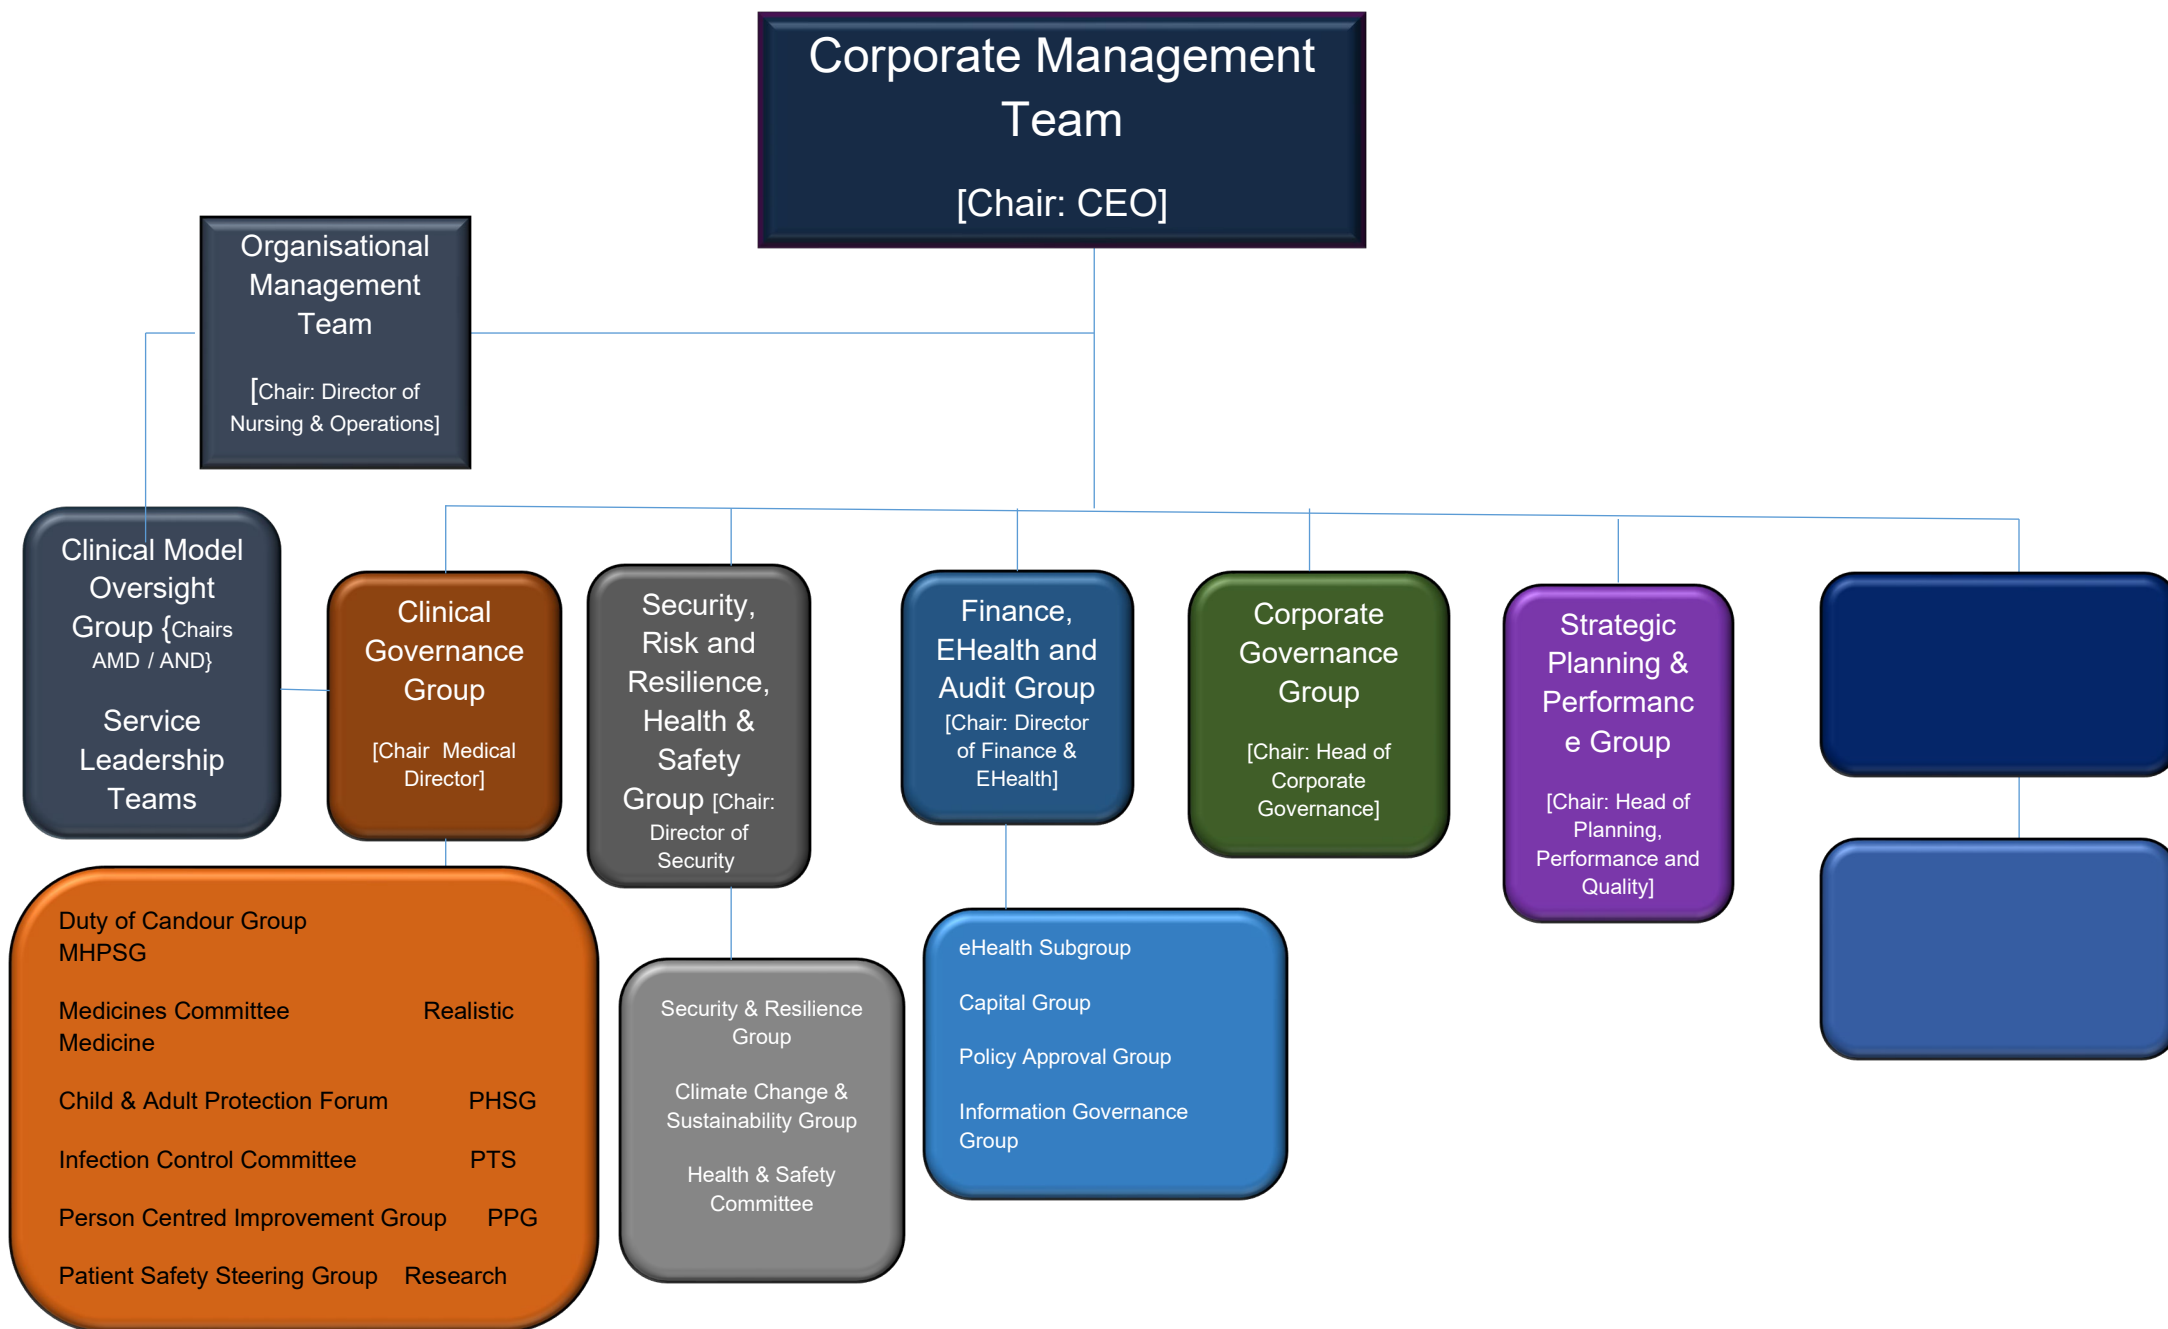 Corporate Management
Team
[Chair: CEO]
Organisational
Management
Team
[Chair: Director of
Nursing & Operations]
Clinical Model
Oversight
Group {Chairs
AMD / AND}
Service
Leadership
Teams
Clinical
Governance
Group
[Chair  Medical
Director]
Security,
Risk and
Resilience,
Health &
Safety
Group [Chair:
Director of
Security
Finance,
EHealth and
Audit Group
[Chair: Director
of Finance &
EHealth]
Corporate
Governance
Group
[Chair: Head of
Corporate
Governance]
Strategic
Planning &
Performanc
e Group
[Chair: Head of
Planning,
Performance and
Quality]
Duty of Candour Group
MHPSG
Medicines Committee Realistic
Medicine
Child & Adult Protection Forum PHSG
Infection Control Committee PTS
Person Centred Improvement Group PPG
Patient Safety Steering Group Research
Security & Resilience
Group
Climate Change &
Sustainability Group
Health & Safety
Committee
eHealth Subgroup
Capital Group
Policy Approval Group
Information Governance
Group